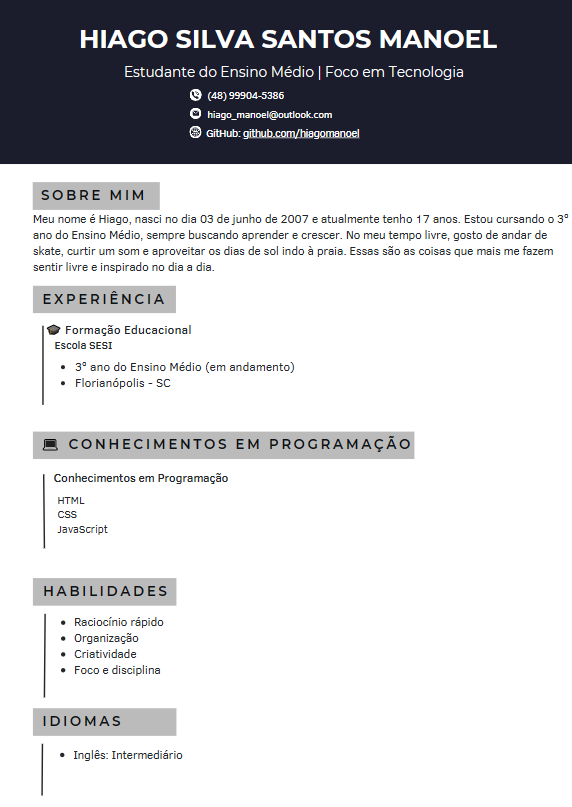 HIAGO SILVA SANTOS MANOEL
Estudante do Ensino Médio | Foco em Tecnologia
(48) 99904-5386
hiago_manoel@outlook.com
GitHub: github.com/hiagomanoel
SOBRE MIM
Meu nome é Hiago, nasci no dia 03 de junho de 2007 e atualmente tenho 17 anos. Estou cursando o 3º
ano do Ensino Médio, sempre buscando aprender e crescer. No meu tempo livre, gosto de andar de
skate, curtir um som e aproveitar os dias de sol indo à praia. Essas são as coisas que mais me fazem
sentir livre e inspirado no dia a dia.
EXPERIÊNCIA
🎓 Formação Educacional
Escola SESI
• 3º ano do Ensino Médio (em andamento)
• Florianópolis - SC
💻 CONHECIMENTOS EM PROGRAMAÇÃO
Conhecimentos em Programação
HTML
CSS
JavaScript
HABILIDADES
• Raciocínio rápido
• Organização
• Criatividade
• Foco e disciplina
IDIOMAS
• Inglês: Intermediário